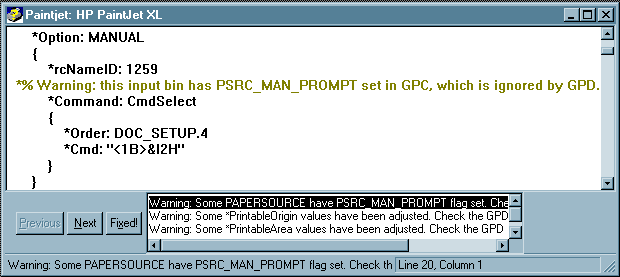 Paintjet: HP PaintJet XL
*Option: MANUAL
{
*rcNameID: 1259
*% Warning: this input bin has PSRC_MAN_PROMPT set in GPC, which is ignored by GPD.
*Command: CmdSelect
{
*Order: DOC_SETUP.4
*Cmd: "<1B>&l2H"
}
}
Previous Next Fixed!
Warning: Some PAPERSOURCE have PSRC_MAN_PROMPT flag set. Che
Warning: Some *PrintableOrigin values have been adjusted. Check the GPD
Warning: Some *PrintableArea values have been adjusted. Check the GPD
Warning: Some PAPERSOURCE have PSRC_MAN_PROMPT flag set. Check th Line 20, Column 1